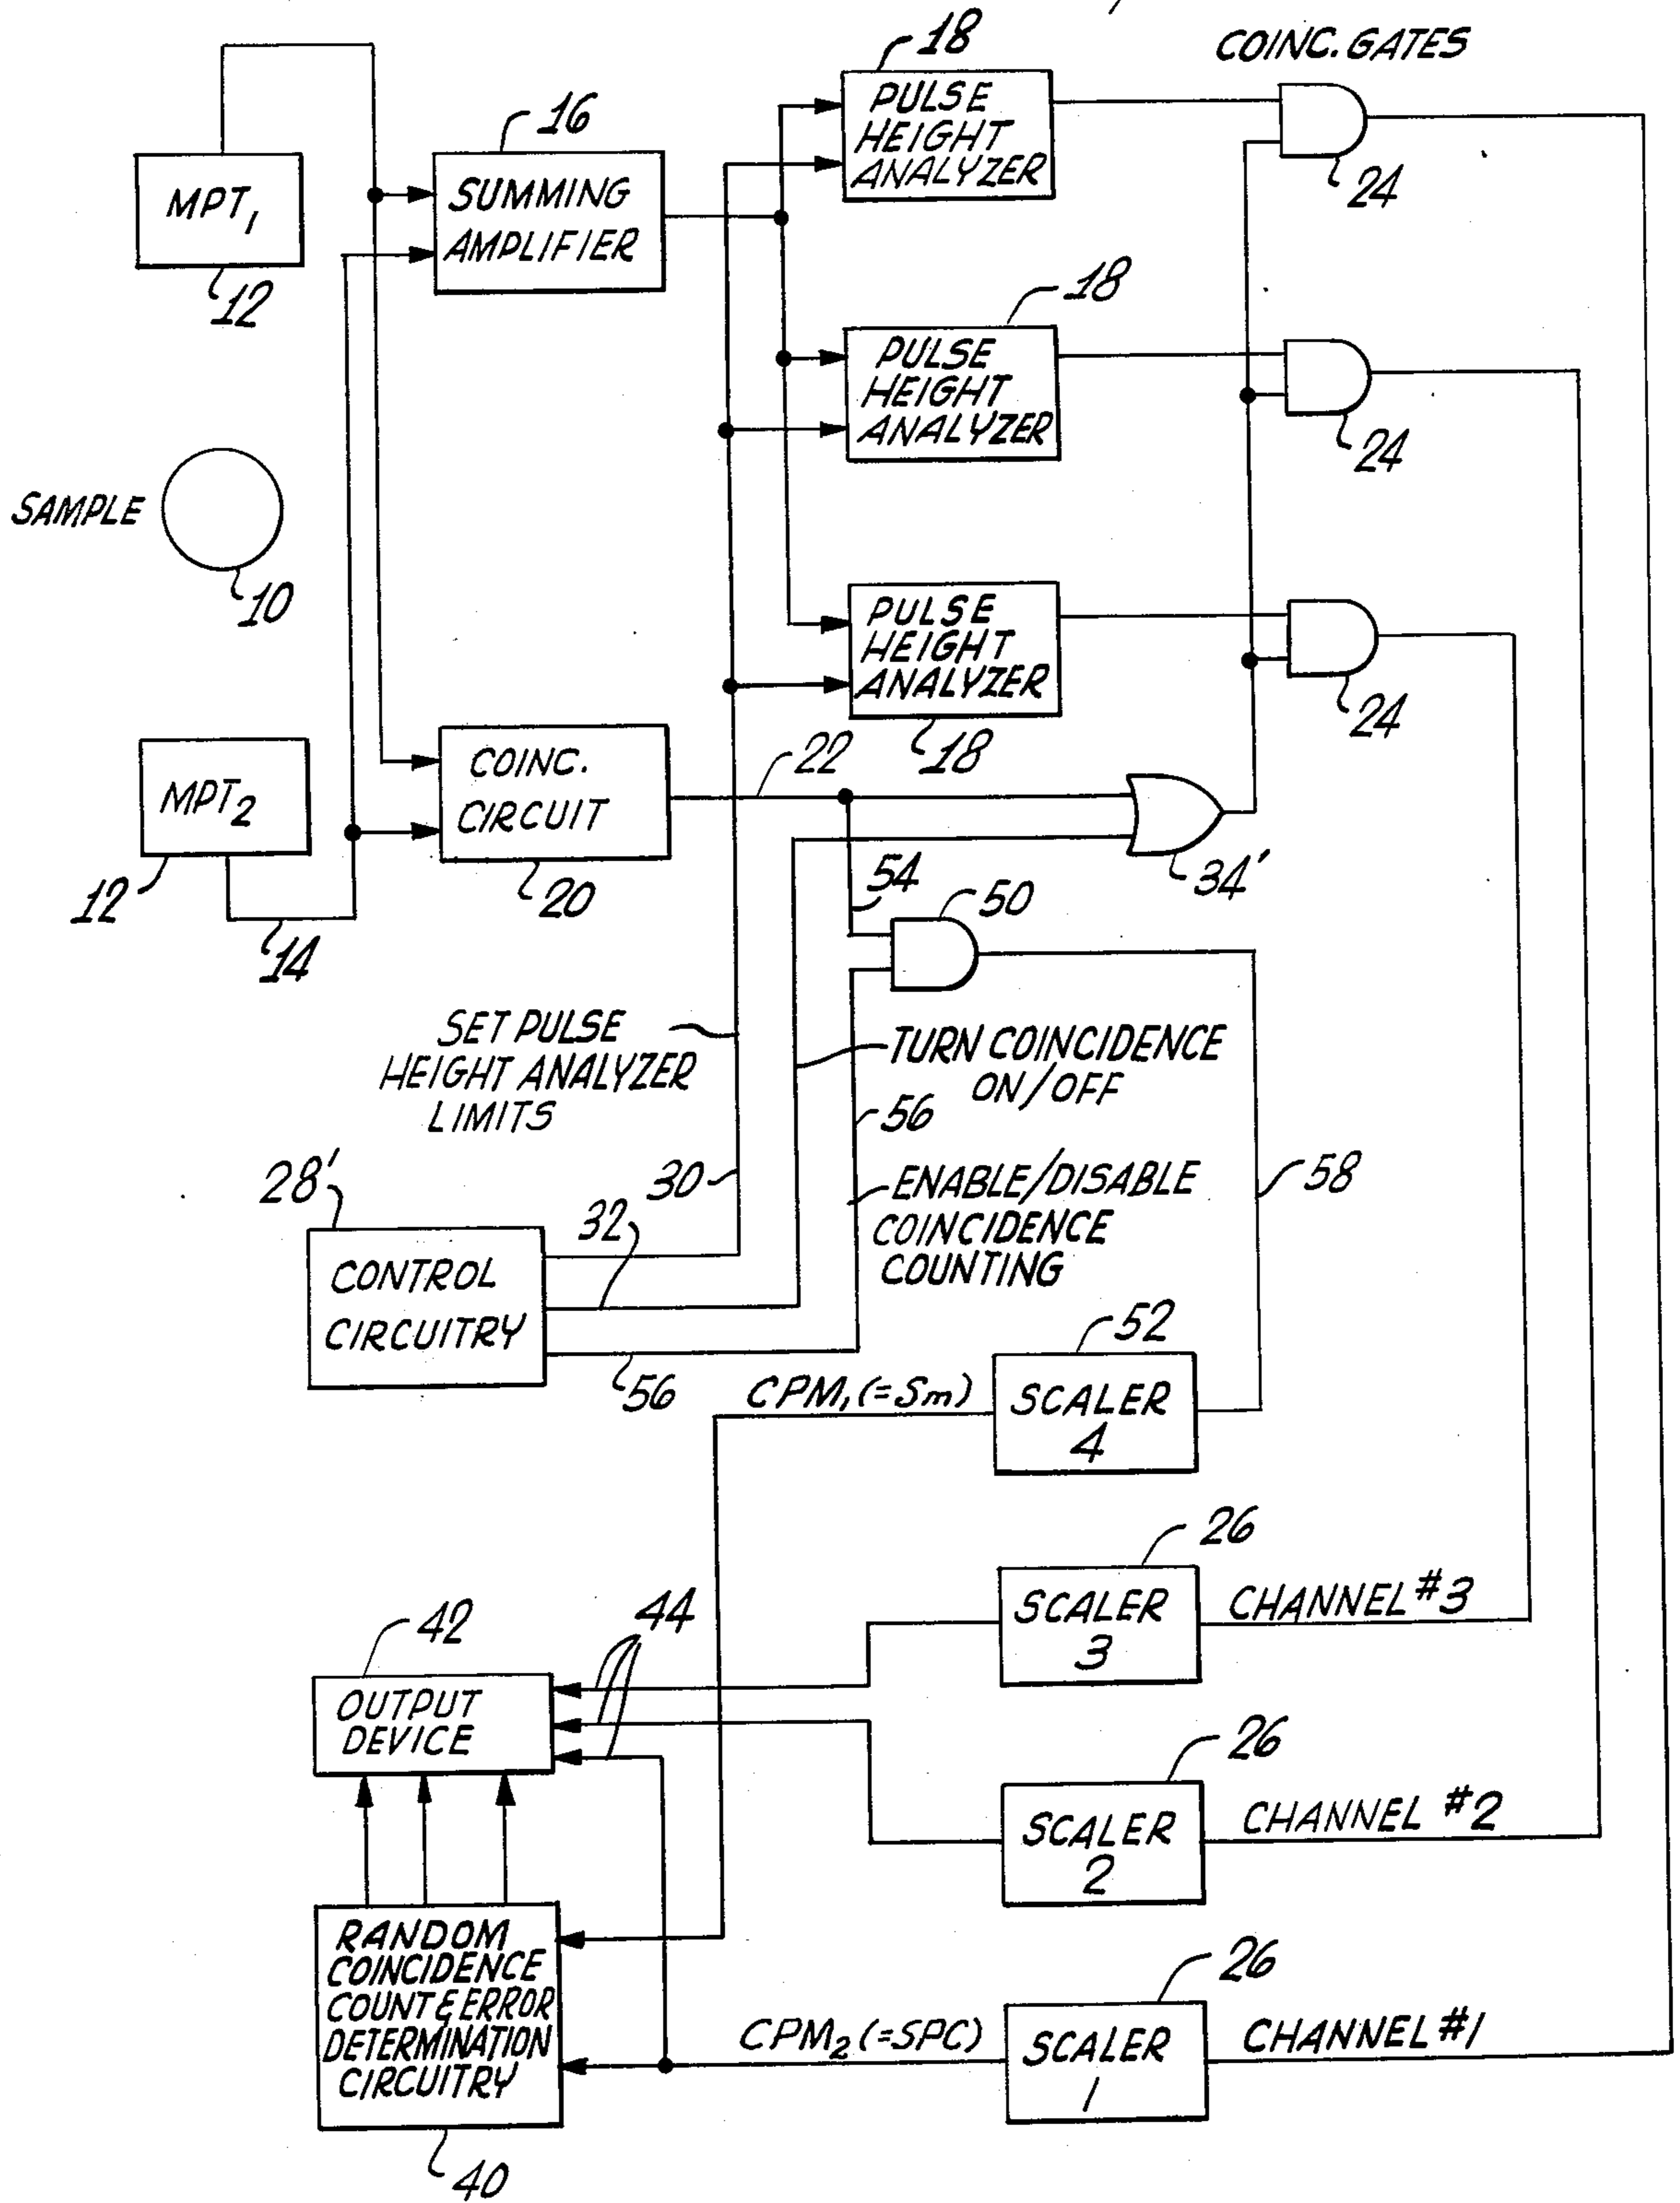 COINC. GATES
18
PULSE
HEIGHT
ANALYZER
24
16
SUMMING
AMPLIFIER
MPT1
12
18
PULSE
HEIGHT
ANALYZER
24
SAMPLE
10
PULSE
HEIGHT
ANALYZER
18
24
MPT2
12
14
COINC.
CIRCUIT
20
22
34'
54
50
SET PULSE
HEIGHT ANALYZER
LIMITS
TURN COINCIDENCE
ON/OFF
56
30
ENABLE/DISABLE
COINCIDENCE
COUNTING
58
28'
32
CONTROL
CIRCUITRY
56
52
CPM1 (=Sm)
SCALER
4
26
SCALER
3
CHANNEL #3
44
42
OUTPUT
DEVICE
26
SCALER
2
CHANNEL #2
RANDOM
COINCIDENCE
COUNT & ERROR
DETERMINATION
CIRCUITRY
40
26
CPM2 (=SPC)
SCALER
1
CHANNEL #1